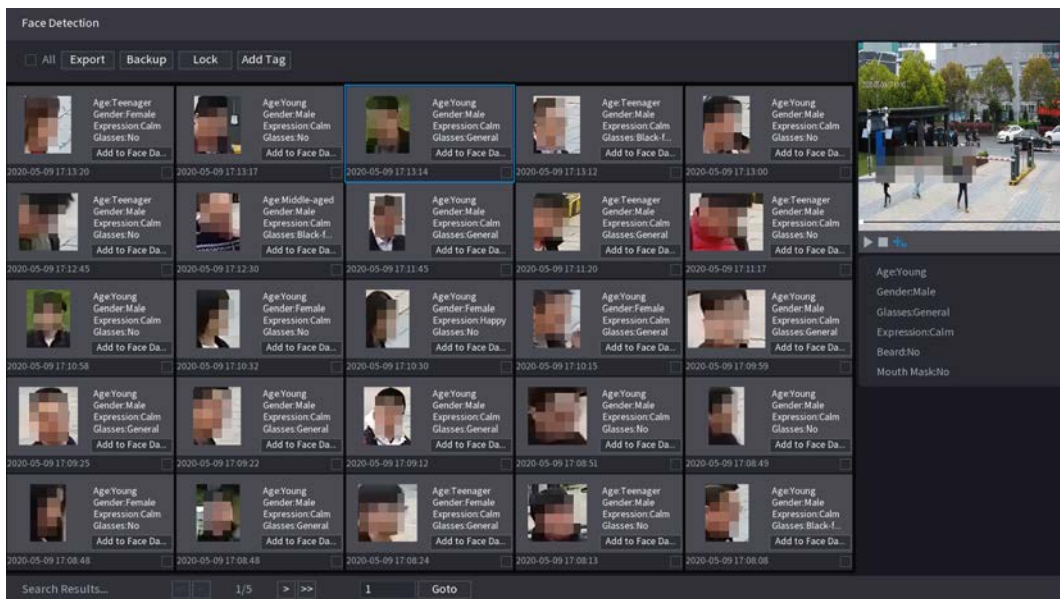 Face Detection
All
Export
Backup
Lock
Add Tag
Age:Teenager
Gender:Female
Expression:Calm
Glasses:No
Add to Face Da...
2020-05-09 17:13:20
Age:Young
Gender:Male
Expression:Calm
Glasses:No
Add to Face Da...
2020-05-09 17:13:17
Age:Young
Gender:Male
Expression:Calm
Glasses:General
Add to Face Da...
2020-05-09 17:13:14
Age:Teenager
Gender:Male
Expression:Calm
Glasses:Black-f...
Add to Face Da...
2020-05-09 17:13:12
Age:Young
Gender:Male
Expression:Calm
Glasses:No
Add to Face Da...
2020-05-09 17:13:00
Age:Teenager
Gender:Male
Expression:Calm
Glasses:No
Add to Face Da...
2020-05-09 17:12:45
Age:Middle-aged
Gender:Male
Expression:Calm
Glasses:Black-f...
Add to Face Da...
2020-05-09 17:12:30
Age:Young
Gender:Male
Expression:Calm
Glasses:General
Add to Face Da...
2020-05-09 17:11:45
Age:Teenager
Gender:Male
Expression:Calm
Glasses:General
Add to Face Da...
2020-05-09 17:11:20
Age:Teenager
Gender:Male
Expression:Calm
Glasses:No
Add to Face Da...
2020-05-09 17:11:17
Age:Young
Gender:Male
Expression:Calm
Glasses:No
Add to Face Da...
2020-05-09 17:10:58
Age:Young
Gender:Female
Expression:Calm
Glasses:No
Add to Face Da...
2020-05-09 17:10:32
Age:Young
Gender:Female
Expression:Happy
Glasses:No
Add to Face Da...
2020-05-09 17:10:30
Age:Young
Gender:Female
Expression:Calm
Glasses:General
Add to Face Da...
2020-05-09 17:10:15
Age:Young
Gender:Male
Expression:Calm
Glasses:General
Add to Face Da...
2020-05-09 17:09:59
Age:Young
Gender:Male
Expression:Calm
Glasses:General
Add to Face Da...
2020-05-09 17:09:25
Age:Young
Gender:Male
Expression:Calm
Glasses:General
Add to Face Da...
2020-05-09 17:09:22
Age:Young
Gender:Male
Expression:Calm
Glasses:General
Add to Face Da...
2020-05-09 17:09:12
Age:Young
Gender:Male
Expression:Calm
Glasses:No
Add to Face Da...
2020-05-09 17:08:51
Age:Young
Gender:Male
Expression:Calm
Glasses:No
Add to Face Da...
2020-05-09 17:08:49
Age:Young
Gender:Female
Expression:Calm
Glasses:No
Add to Face Da...
2020-05-09 17:08:48
Age:Young
Gender:Male
Expression:Calm
Glasses:General
Add to Face Da...
2020-05-09 17:08:48
Age:Teenager
Gender:Female
Expression:Calm
Glasses:General
Add to Face Da...
2020-05-09 17:08:24
Age:Teenager
Gender:Male
Expression:Calm
Glasses:No
Add to Face Da...
2020-05-09 17:08:13
Age:Young
Gender:Male
Expression:Calm
Glasses:Black-f...
Add to Face Da...
2020-05-09 17:08:08
Age:Young
Gender:Male
Glasses:General
Expression:Calm
Beard:No
Mouth Mask:No
Search Results...
1/5
>
>>
1
Goto